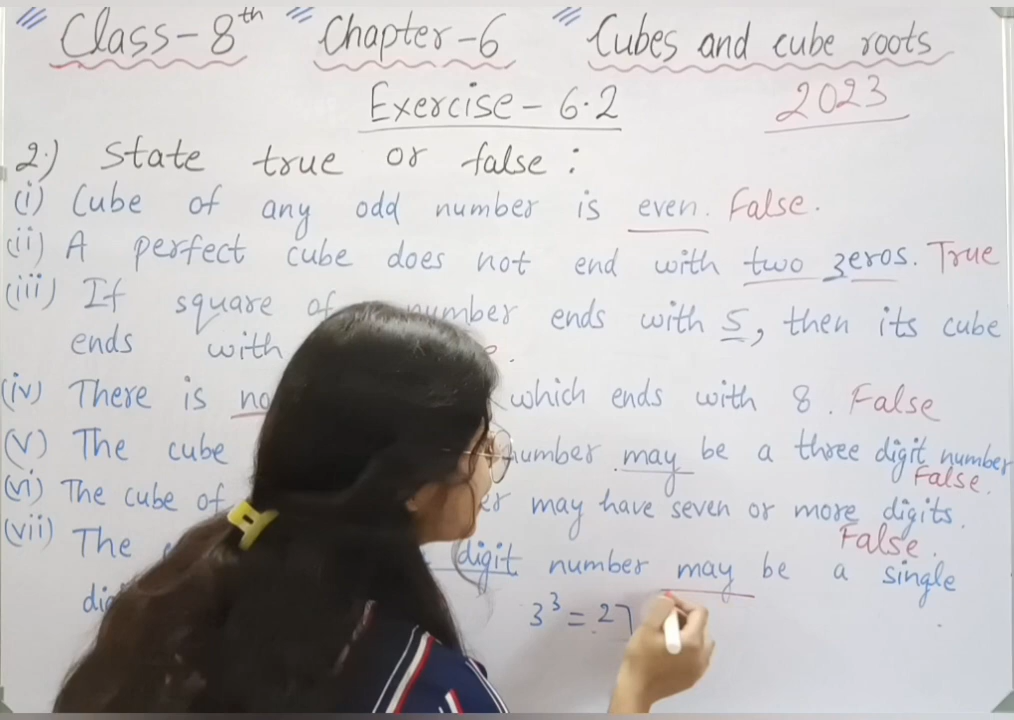 " Class-8th " Chapter-6 " Cubes and cube roots
Exercise - 6.2 2023
2.) State true or false :
(i) Cube of any odd number is even. False.
(ii) A perfect cube does not end with two zeros. True
(iii) If square of number ends with 5, then its cube
ends with
(iv) There is no which ends with 8. False
(v) The cube number may be a three digit number
False.
(vi) The cube of may have seven or more digits.
False.
(vii) The digit number may be a single
3³ = 27